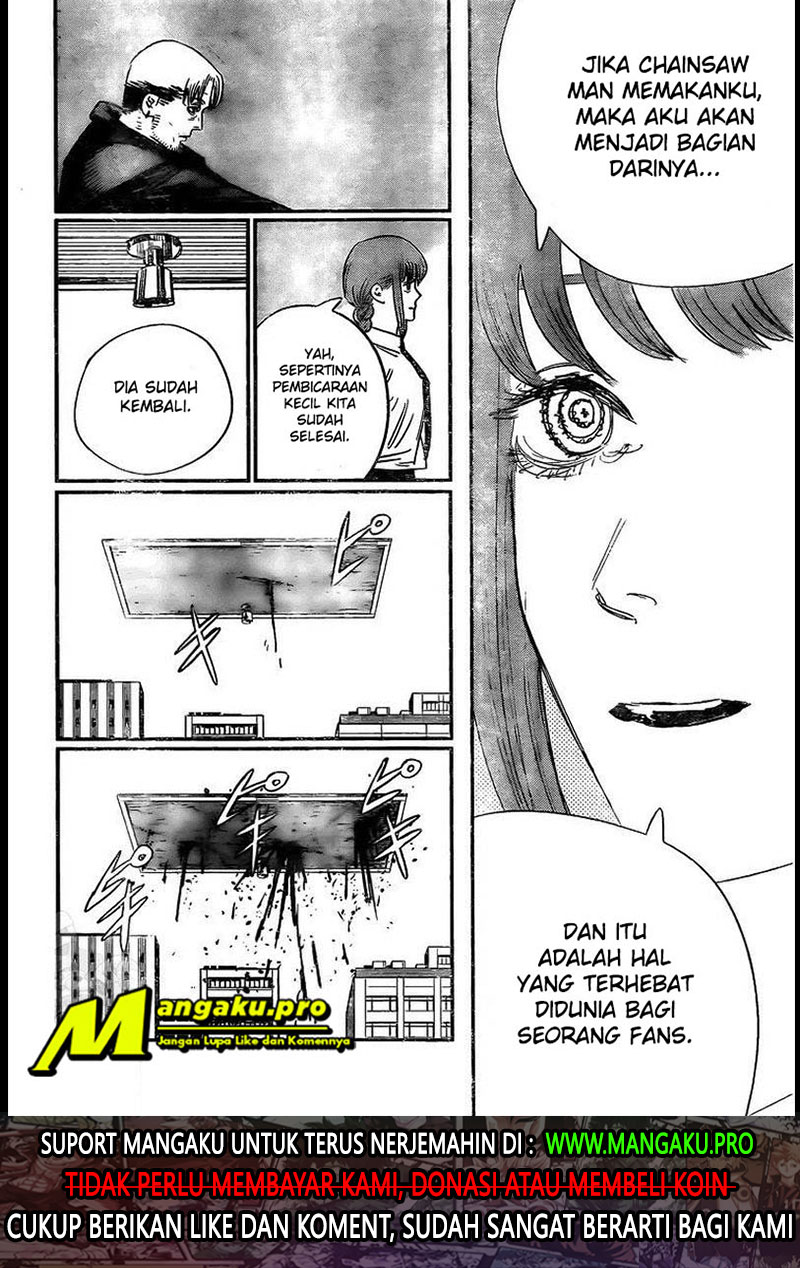 JIKA CHAINSAW
MAN MEMAKANKU,
MAKA AKU AKAN
MENJADI BAGIAN
DARINYA...
DAN ITU
ADALAH HAL
YANG TERHEBAT
DIDUNIA BAGI
SEORANG FANS.
YAH,
SEPERTINYA
PEMBICARAAN
KECIL KITA
SUDAH
SELESAI.
DIA SUDAH
KEMBALI.
Mangaku.pro
Jangan Lupa Like dan Komennya
SUPORT MANGAKU UNTUK TERUS NERJEMAHIN DI : WWW.MANGAKU.PRO
TIDAK PERLU MEMBAYAR KAMI, DONASI ATAU MEMBELI KOIN
CUKUP BERIKAN LIKE DAN KOMENT, SUDAH SANGAT BERARTI BAGI KAMI